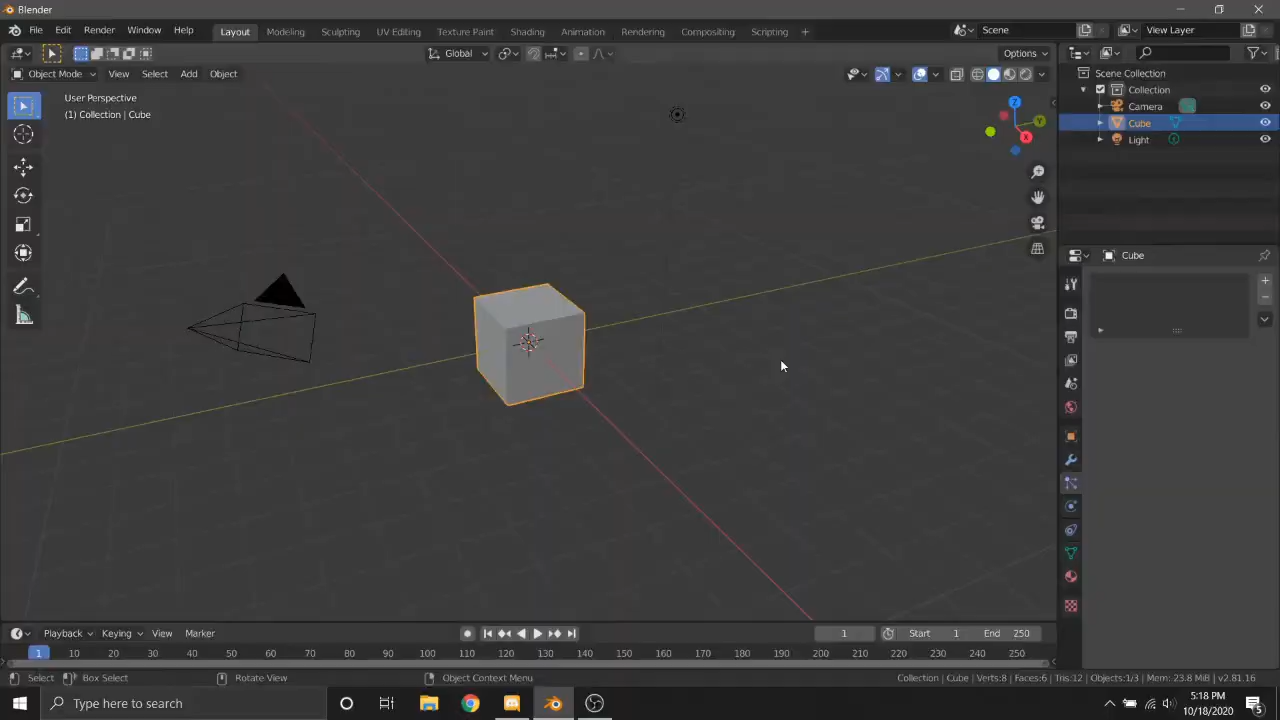 Blender
File Edit Render Window Help Layout Modeling Sculpting UV Editing Texture Paint Shading Animation Rendering Compositing Scripting + Scene View Layer
Global Options
Object Mode View Select Add Object
User Perspective
(1) Collection | Cube
Z
Y
X
Scene Collection
Collection
Camera
Cube
Light
Cube
Playback Keying View Marker 1 Start 1 End 250
1 10 20 30 40 50 60 70 80 90 100 110 120 130 140 150 160 170 180 190 200 210 220 230 240 250
Select Box Select Rotate View Object Context Menu Collection | Cube | Verts:8 | Faces:6 | Tris:12 | Objects:1/3 | Mem: 23.8 MiB | v2.81.16
Type here to search
5:18 PM
10/18/2020